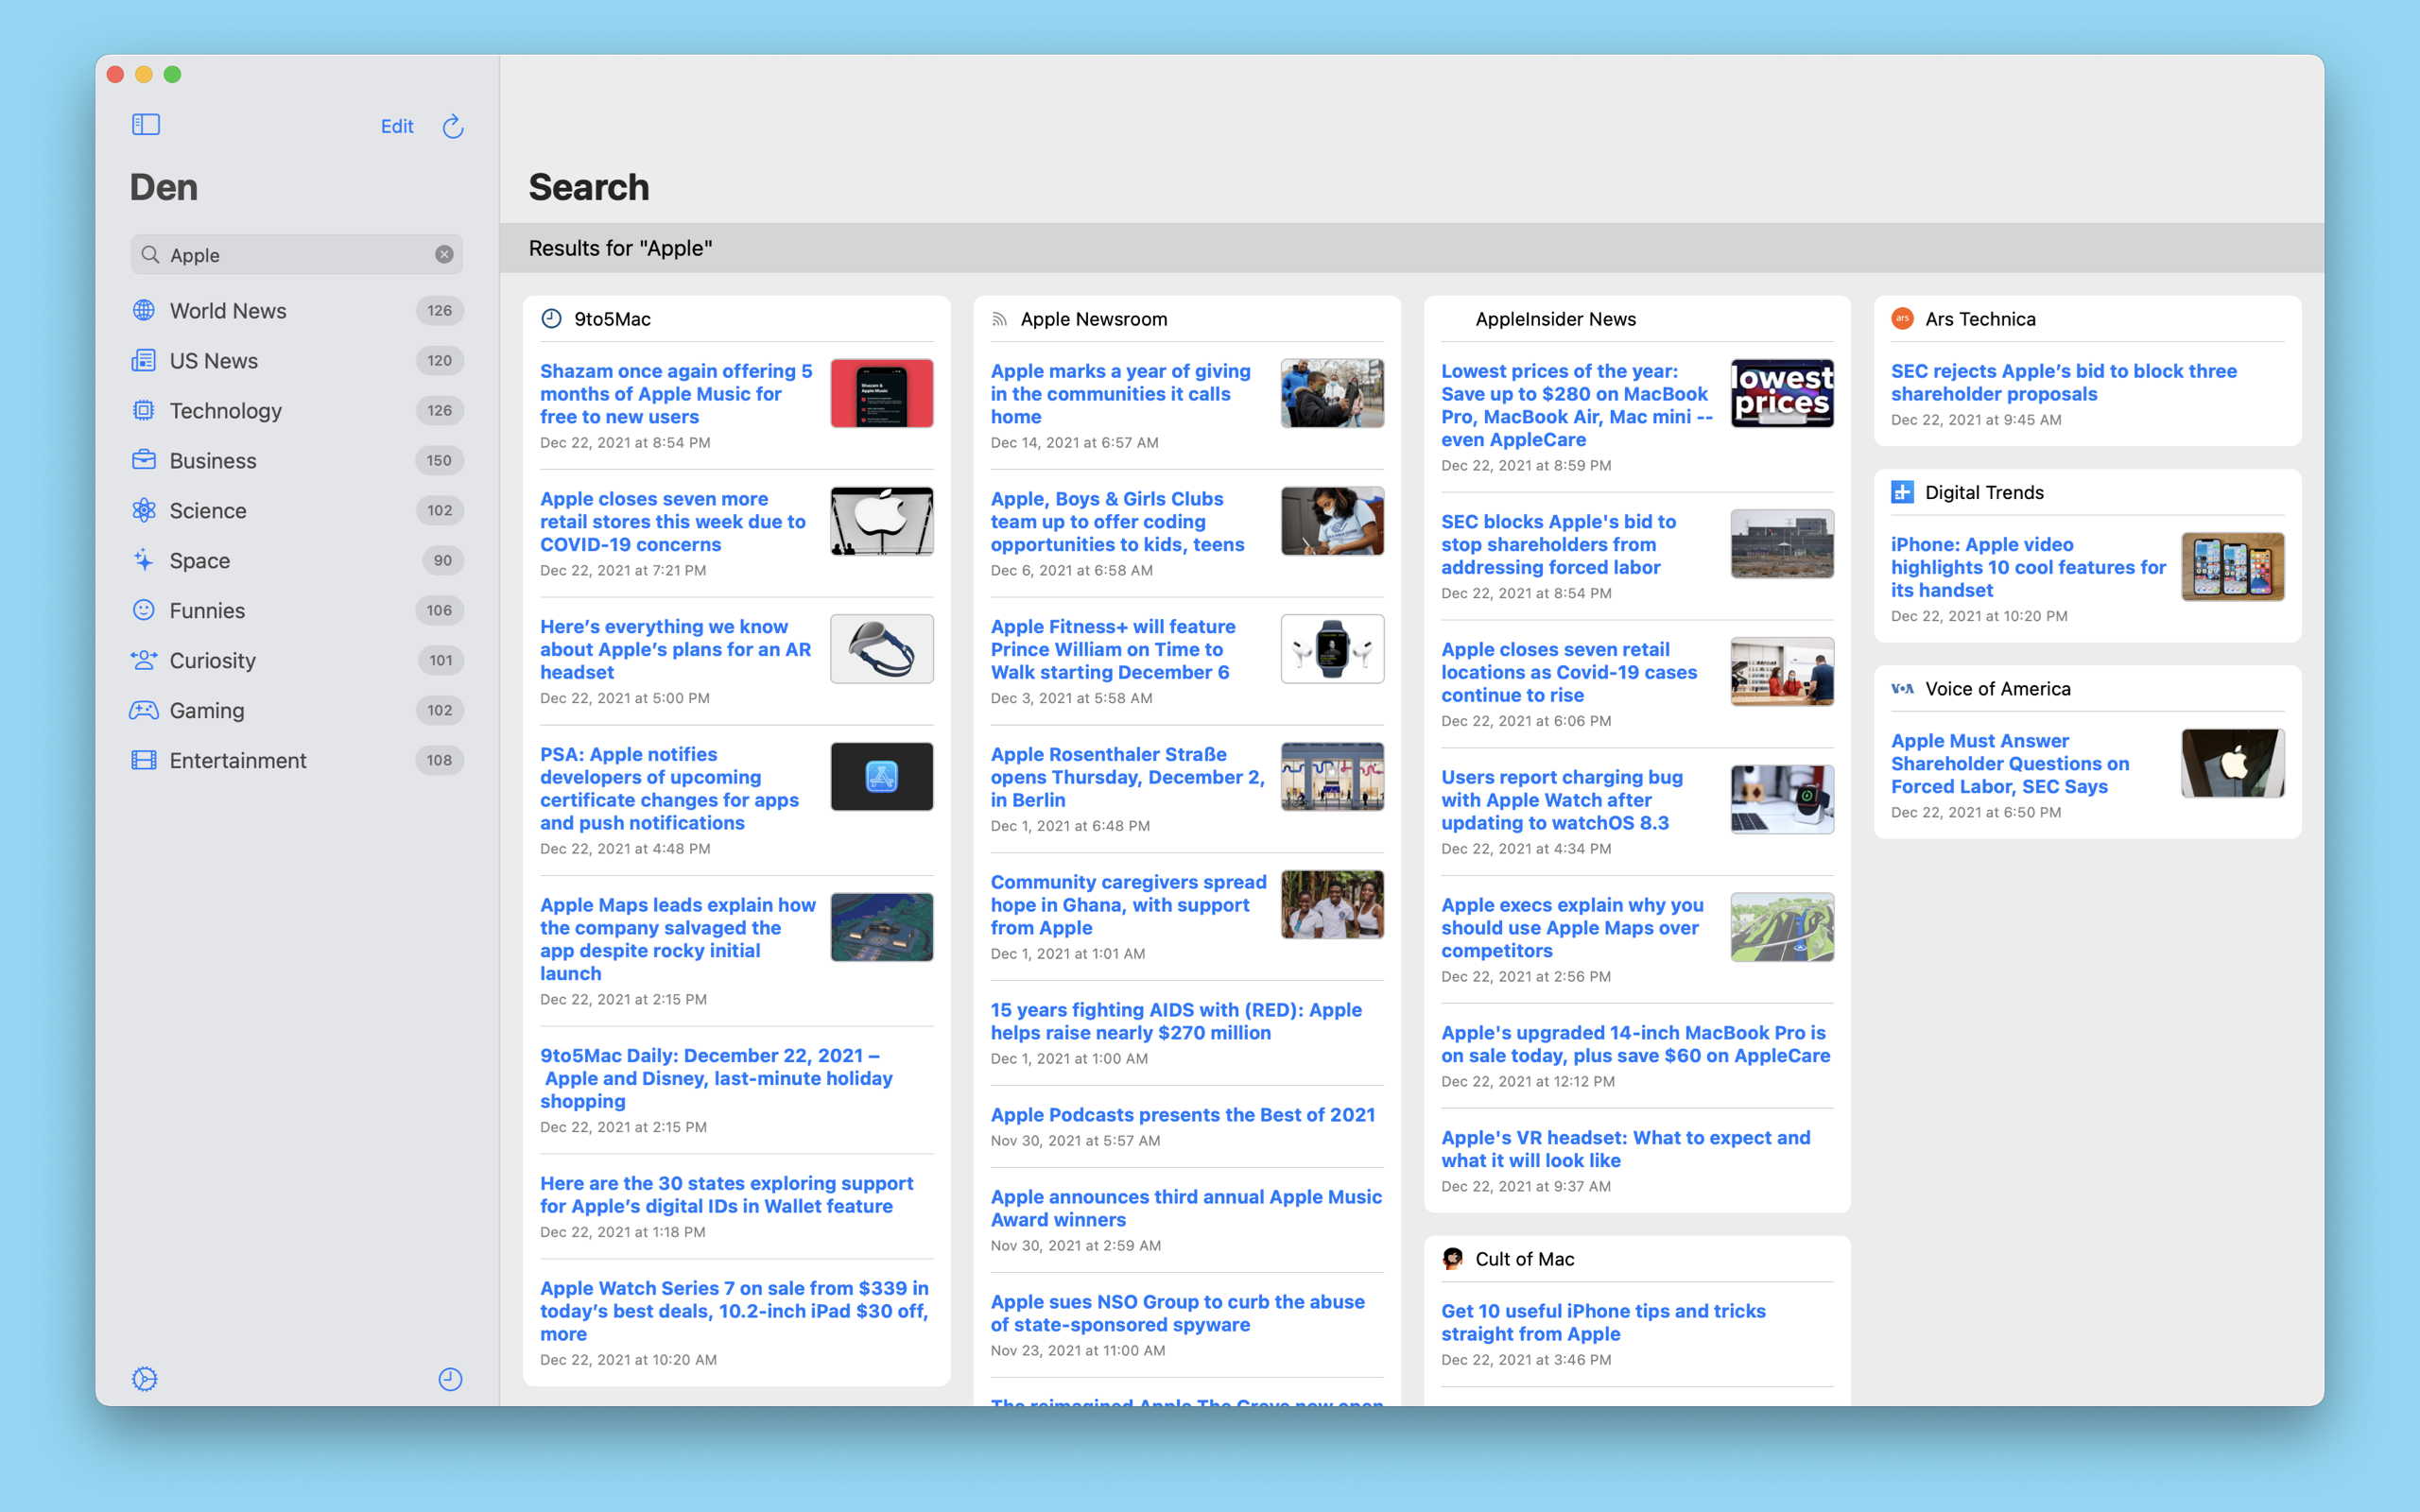 Edit
Den
Apple
World News 126
US News 120
Technology 126
Business 150
Science 102
Space 90
Funnies 106
Curiosity 101
Gaming 102
Entertainment 108
Search
Results for "Apple"
9to5Mac
Shazam once again offering 5
months of Apple Music for
free to new users
Dec 22, 2021 at 8:54 PM
Apple closes seven more
retail stores this week due to
COVID-19 concerns
Dec 22, 2021 at 7:21 PM
Here’s everything we know
about Apple’s plans for an AR
headset
Dec 22, 2021 at 5:00 PM
PSA: Apple notifies
developers of upcoming
certificate changes for apps
and push notifications
Dec 22, 2021 at 4:48 PM
Apple Maps leads explain how
the company salvaged the
app despite rocky initial
launch
Dec 22, 2021 at 2:15 PM
9to5Mac Daily: December 22, 2021 –
Apple and Disney, last-minute holiday
shopping
Dec 22, 2021 at 2:15 PM
Here are the 30 states exploring support
for Apple’s digital IDs in Wallet feature
Dec 22, 2021 at 1:18 PM
Apple Watch Series 7 on sale from $339 in
today’s best deals, 10.2-inch iPad $30 off,
more
Dec 22, 2021 at 10:20 AM
Apple Newsroom
Apple marks a year of giving
in the communities it calls
home
Dec 14, 2021 at 6:57 AM
Apple, Boys & Girls Clubs
team up to offer coding
opportunities to kids, teens
Dec 6, 2021 at 6:58 AM
Apple Fitness+ will feature
Prince William on Time to
Walk starting December 6
Dec 3, 2021 at 5:58 AM
Apple Rosenthaler Straße
opens Thursday, December 2,
in Berlin
Dec 1, 2021 at 6:48 PM
Community caregivers spread
hope in Ghana, with support
from Apple
Dec 1, 2021 at 1:01 AM
15 years fighting AIDS with (RED): Apple
helps raise nearly $270 million
Dec 1, 2021 at 1:00 AM
Apple Podcasts presents the Best of 2021
Nov 30, 2021 at 5:57 AM
Apple announces third annual Apple Music
Award winners
Nov 30, 2021 at 2:59 AM
Apple sues NSO Group to curb the abuse
of state-sponsored spyware
Nov 23, 2021 at 11:00 AM
The reimagined Apple The Grove now open
AppleInsider News
Lowest prices of the year:
Save up to $280 on MacBook
Pro, MacBook Air, Mac mini --
even AppleCare
Dec 22, 2021 at 8:59 PM
lowest
prices
SEC blocks Apple's bid to
stop shareholders from
addressing forced labor
Dec 22, 2021 at 8:54 PM
Apple closes seven retail
locations as Covid-19 cases
continue to rise
Dec 22, 2021 at 6:06 PM
Users report charging bug
with Apple Watch after
updating to watchOS 8.3
Dec 22, 2021 at 4:34 PM
Apple execs explain why you
should use Apple Maps over
competitors
Dec 22, 2021 at 2:56 PM
Apple's upgraded 14-inch MacBook Pro is
on sale today, plus save $60 on AppleCare
Dec 22, 2021 at 12:12 PM
Apple's VR headset: What to expect and
what it will look like
Dec 22, 2021 at 9:37 AM
Cult of Mac
Get 10 useful iPhone tips and tricks
straight from Apple
Dec 22, 2021 at 3:46 PM
ars Ars Technica
SEC rejects Apple’s bid to block three
shareholder proposals
Dec 22, 2021 at 9:45 AM
Digital Trends
iPhone: Apple video
highlights 10 cool features for
its handset
Dec 22, 2021 at 10:20 PM
VOA Voice of America
Apple Must Answer
Shareholder Questions on
Forced Labor, SEC Says
Dec 22, 2021 at 6:50 PM